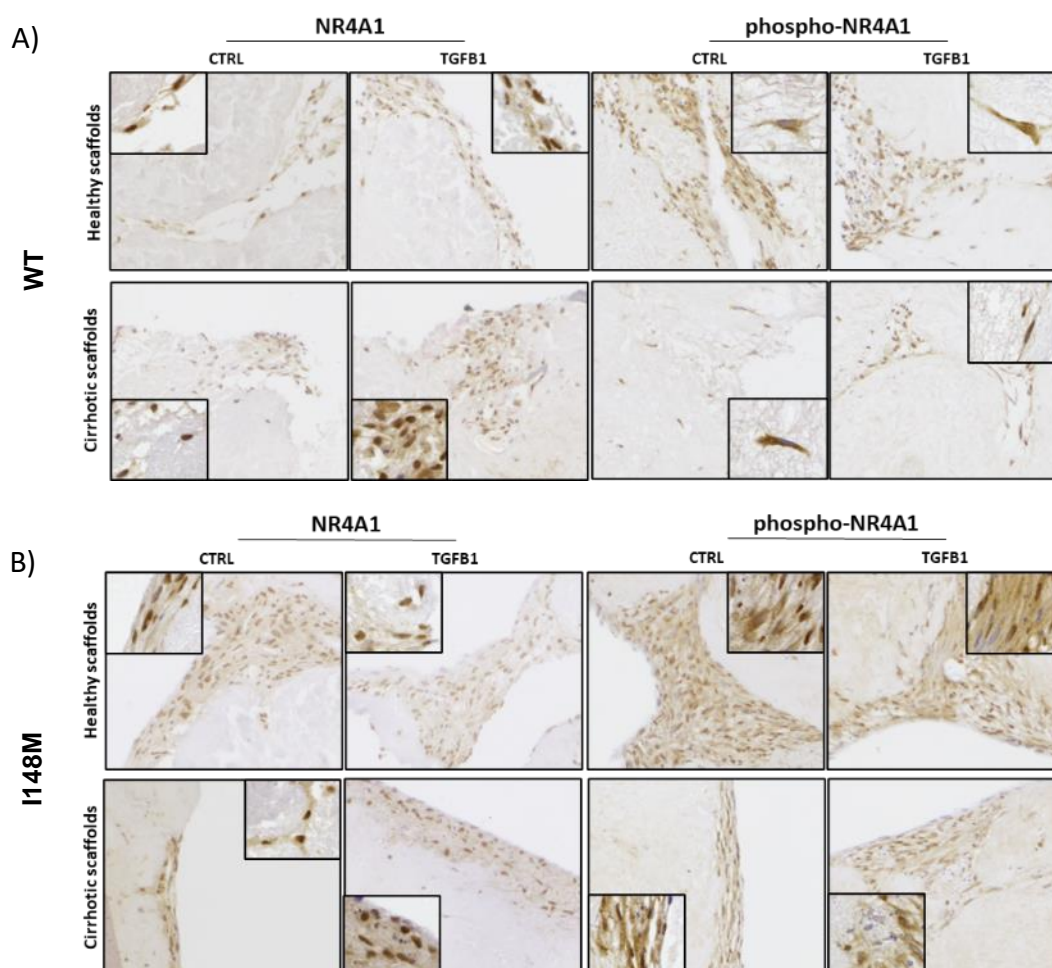 A)
NR4A1 phospho-NR4A1
CTRL TGFB1 CTRL TGFB1
WT
Healthy scaffolds
Cirrhotic scaffolds
B)
NR4A1 phospho-NR4A1
CTRL TGFB1 CTRL TGFB1
I148M
Healthy scaffolds
Cirrhotic scaffolds